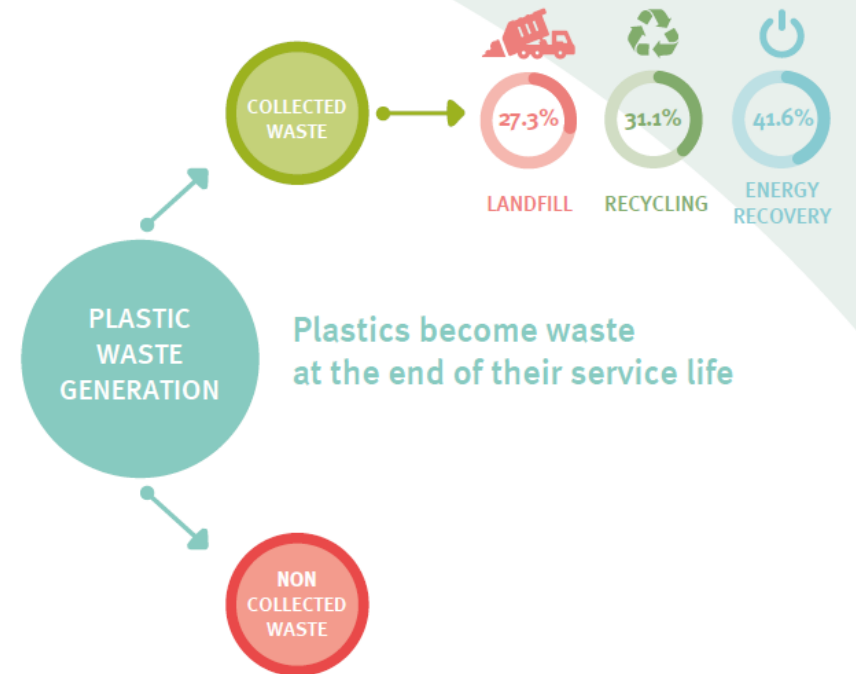 COLLECTED
WASTE
27.3%
31.1%
41.6%
LANDFILL
RECYCLING
ENERGY
RECOVERY
PLASTIC
WASTE
GENERATION
Plastics become waste
at the end of their service life
NON
COLLECTED
WASTE